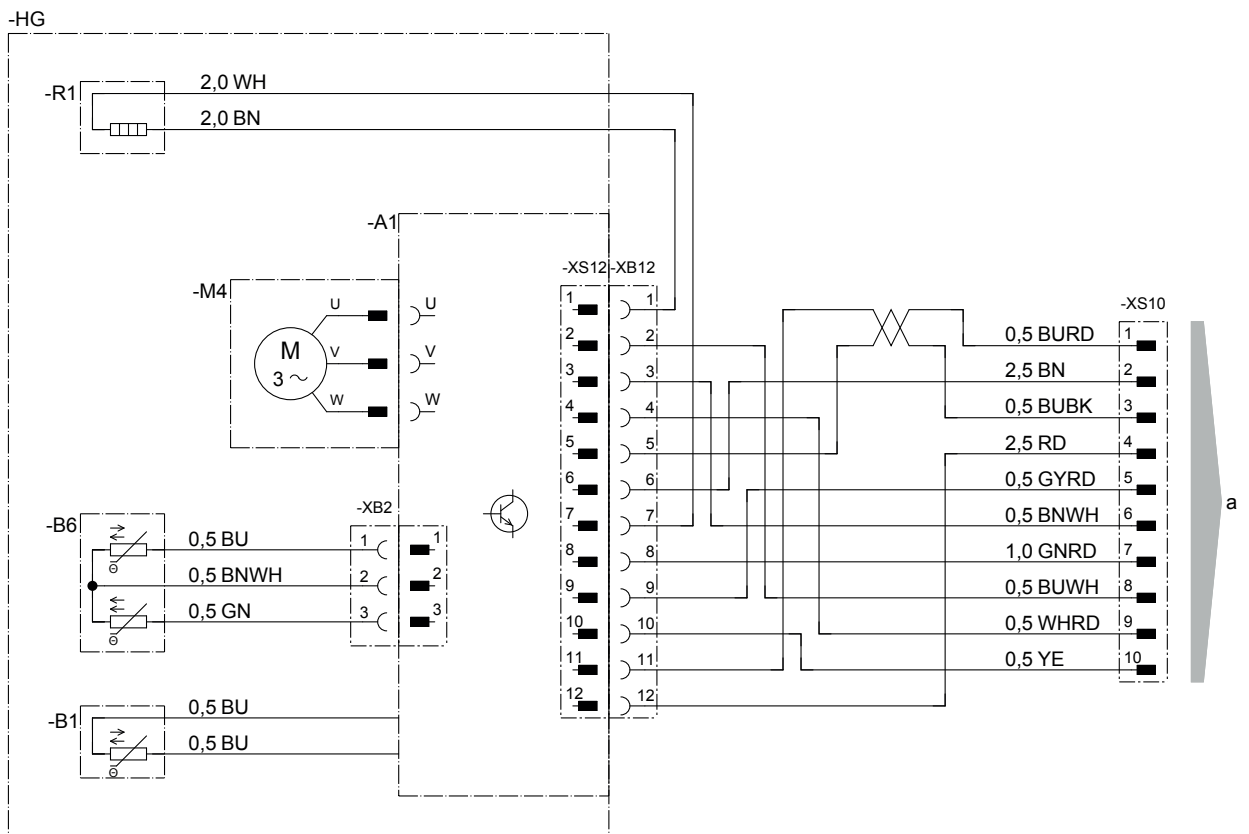 -HG
-R1
2,0 WH
2,0 BN
-A1
-M4
M
3 ~
U
V
W
U
V
W
-XS12
-XB12
1
2
3
4
5
6
7
8
9
10
11
12
1
2
3
4
5
6
7
8
9
10
11
12
-XS10
0,5 BURD
1
2,5 BN
2
0,5 BUBK
3
2,5 RD
4
0,5 GYRD
5
0,5 BNWH
6
1,0 GNRD
7
0,5 BUWH
8
0,5 WHRD
9
0,5 YE
10
a
-XB2
-B6
0,5 BU
1
1
0,5 BNWH
2
2
0,5 GN
3
3
Θ
Θ
-B1
0,5 BU
0,5 BU
Θ